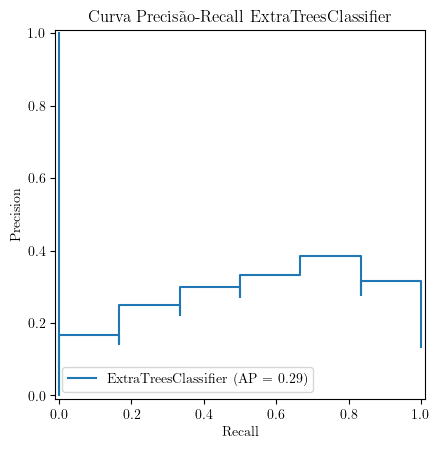 Curva Precisão-Recall ExtraTreesClassifier
1.0
0.8
0.6
0.4
0.2
0.0
Precision
ExtraTreesClassifier (AP = 0.29)
0.0 0.2 0.4 0.6 0.8 1.0
Recall